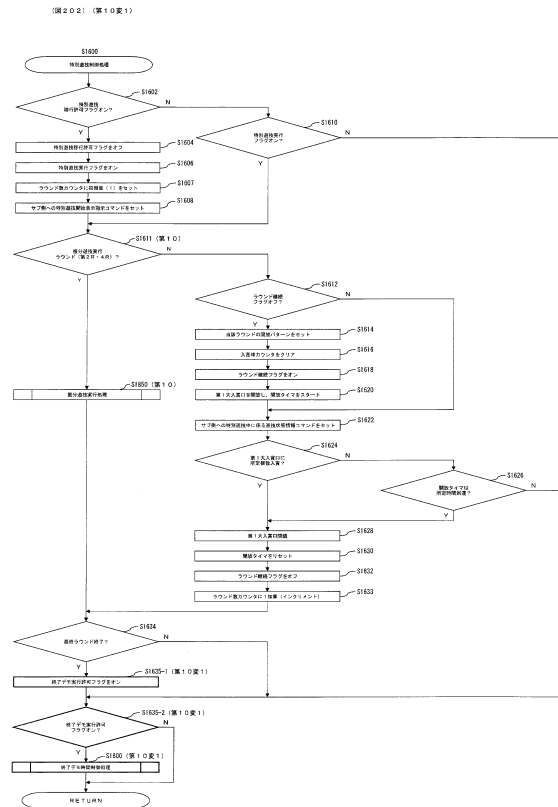 (図２０２)（第１０変１）
S1600
特別遊技制御処理
S1602
特別遊技
移行許可フラグオン？
N
Y
S1604
特別遊技移行許可フラグをオフ
S1606
特別遊技実行フラグをオン
S1607
ラウンド数カウンタに初期値（１）をセット
S1608
サブ側への特別遊技開始表示指示コマンドをセット
S1610
特別遊技実行
フラグオン？
N
Y
S1611 (第１０)
振分遊技実行
ラウンド（第２Ｒ・４Ｒ）？
N
Y
S1612
ラウンド継続
フラグオフ？
N
Y
S1614
当該ラウンドの開放パターンをセット
S1616
入賞球カウンタをクリア
S1618
ラウンド継続フラグをオン
S1620
第１大入賞口を開放し、開放タイマをスタート
S1850 (第１０)
振分遊技実行処理
S1622
サブ側への特別遊技中に係る遊技状態情報コマンドをセット
S1624
第１大入賞口に
所定個数入賞？
N
Y
S1626
開放タイマは
所定時間到達？
N
Y
S1628
第１大入賞口閉鎖
S1630
開放タイマをリセット
S1632
ラウンド継続フラグをオフ
S1633
ラウンド数カウンタに１加算（インクリメント）
S1634
最終ラウンド終了？
N
Y
S1635-1 (第１０変１)
終了デモ実行許可フラグをオン
S1635-2 (第１０変１)
終了デモ実行許可
フラグオン？
N
Y
S1800 (第１０変１)
終了デモ時間制御処理
RETURN